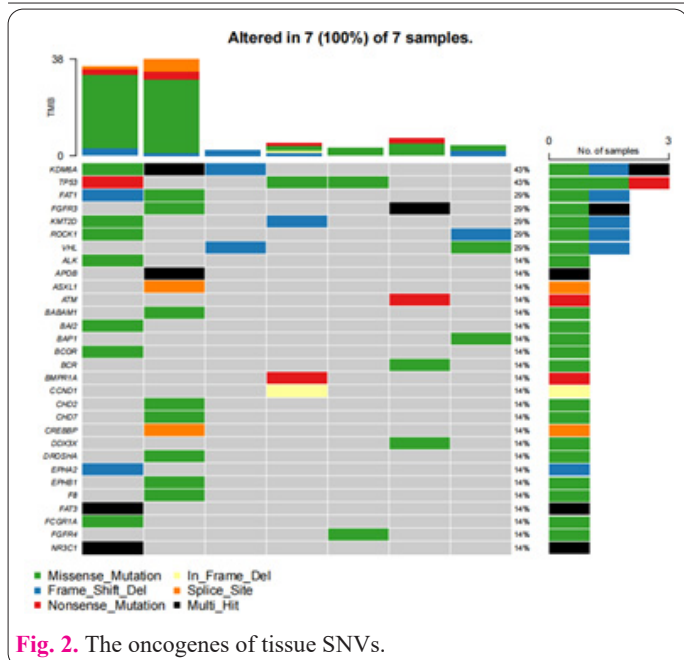 Altered in 7 (100%) of 7 samples.
38
TMB
0
0 3
No. of samples
KDM6A 43%
TP53 43%
FAT1 29%
FGFR3 29%
KMT2D 29%
ROCK1 29%
VHL 29%
ALK 14%
APOB 14%
ASXL1 14%
ATM 14%
BABAM1 14%
BAI2 14%
BAP1 14%
BCOR 14%
BCR 14%
BMPR1A 14%
CCND1 14%
CHD2 14%
CHD7 14%
CREBBP 14%
DDX3X 14%
DROSHA 14%
EPHA2 14%
EPHB1 14%
F8 14%
FAT3 14%
FCGR1A 14%
FGFR4 14%
NR3C1 14%
Missense_Mutation In_Frame_Del
Frame_Shift_Del Splice_Site
Nonsense_Mutation Multi_Hit
Fig. 2. The oncogenes of tissue SNVs.